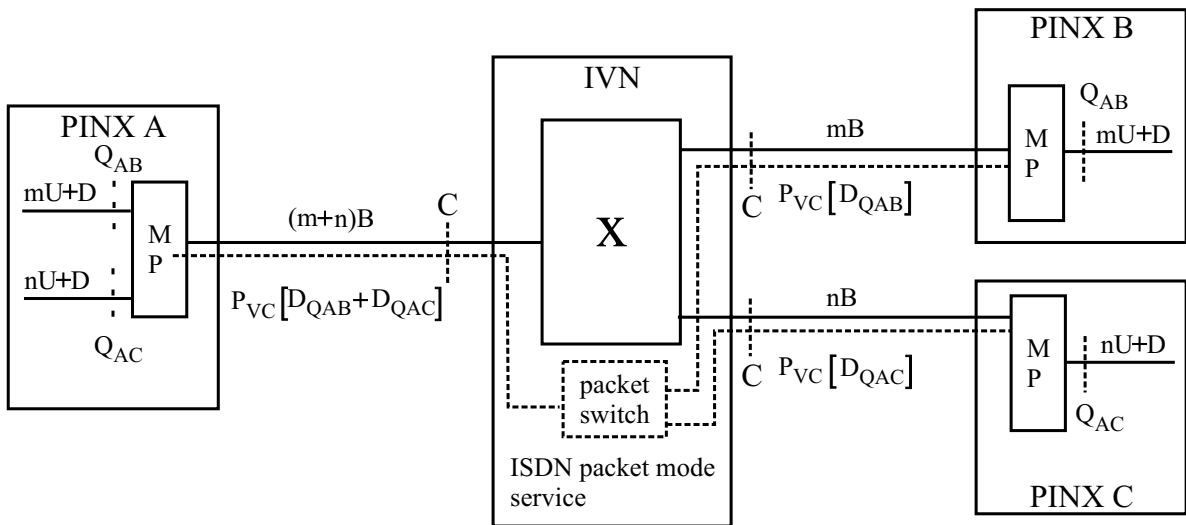 PINX A
Q_AB
mU+D
M
P
nU+D
Q_AC
(m+n)B
C
P_VC[D_QAB+D_QAC]
IVN
X
packet
switch
ISDN packet mode
service
mB
C
P_VC[D_QAB]
nB
C
P_VC[D_QAC]
PINX B
M
P
Q_AB
mU+D
M
P
nU+D
Q_AC
PINX C